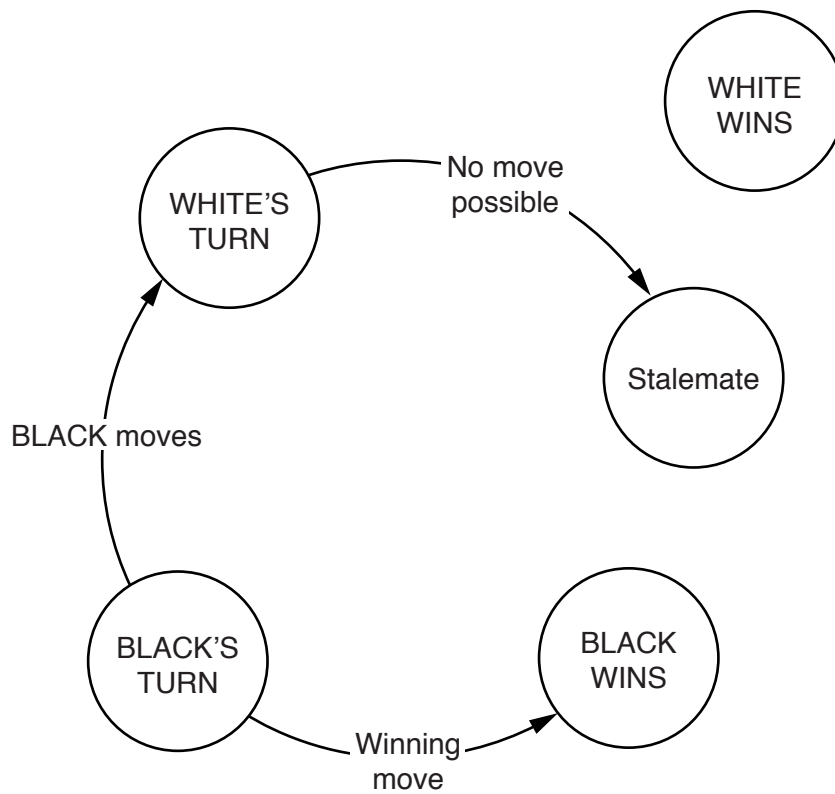 WHITE
WINS
No move
possible
WHITE’S
TURN
Stalemate
BLACK moves
BLACK’S
TURN
BLACK
WINS
Winning
move